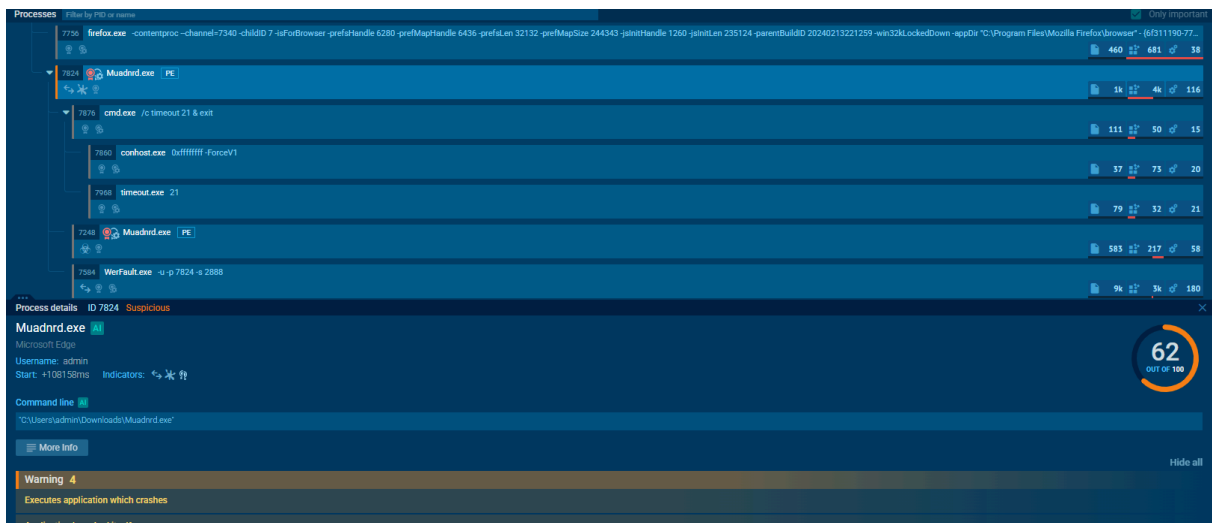 Processes Filter by PID or name Only important
7756 firefox.exe -contentproc --channel=7340 -childID 7 -isForBrowser -prefsHandle 6280 -prefMapHandle 6436 -prefsLen 32132 -prefMapSize 244343 -jsInitHandle 1260 -jsInitLen 235124 -parentBuildID 20240213221259 -win32kLockedDown -appDir "C:\Program Files\Mozilla Firefox\browser" - {6f311190-77...
460 681 38
7824 Muadnrd.exe PE
1k 4k 116
7876 cmd.exe /c timeout 21 & exit
111 50 15
7860 conhost.exe 0xffffffff -ForceV1
37 73 20
7968 timeout.exe 21
79 32 21
7248 Muadnrd.exe PE
583 217 58
7584 WerFault.exe -u -p 7824 -s 2888
9k 3k 180
Process details ID 7824 Suspicious
Muadnrd.exe AI
Microsoft Edge
Username: admin
Start: +108158ms Indicators:
62
OUT OF 100
Command line AI
"C:\Users\admin\Downloads\Muadnrd.exe"
More Info
Hide all
Warning 4
Executes application which crashes